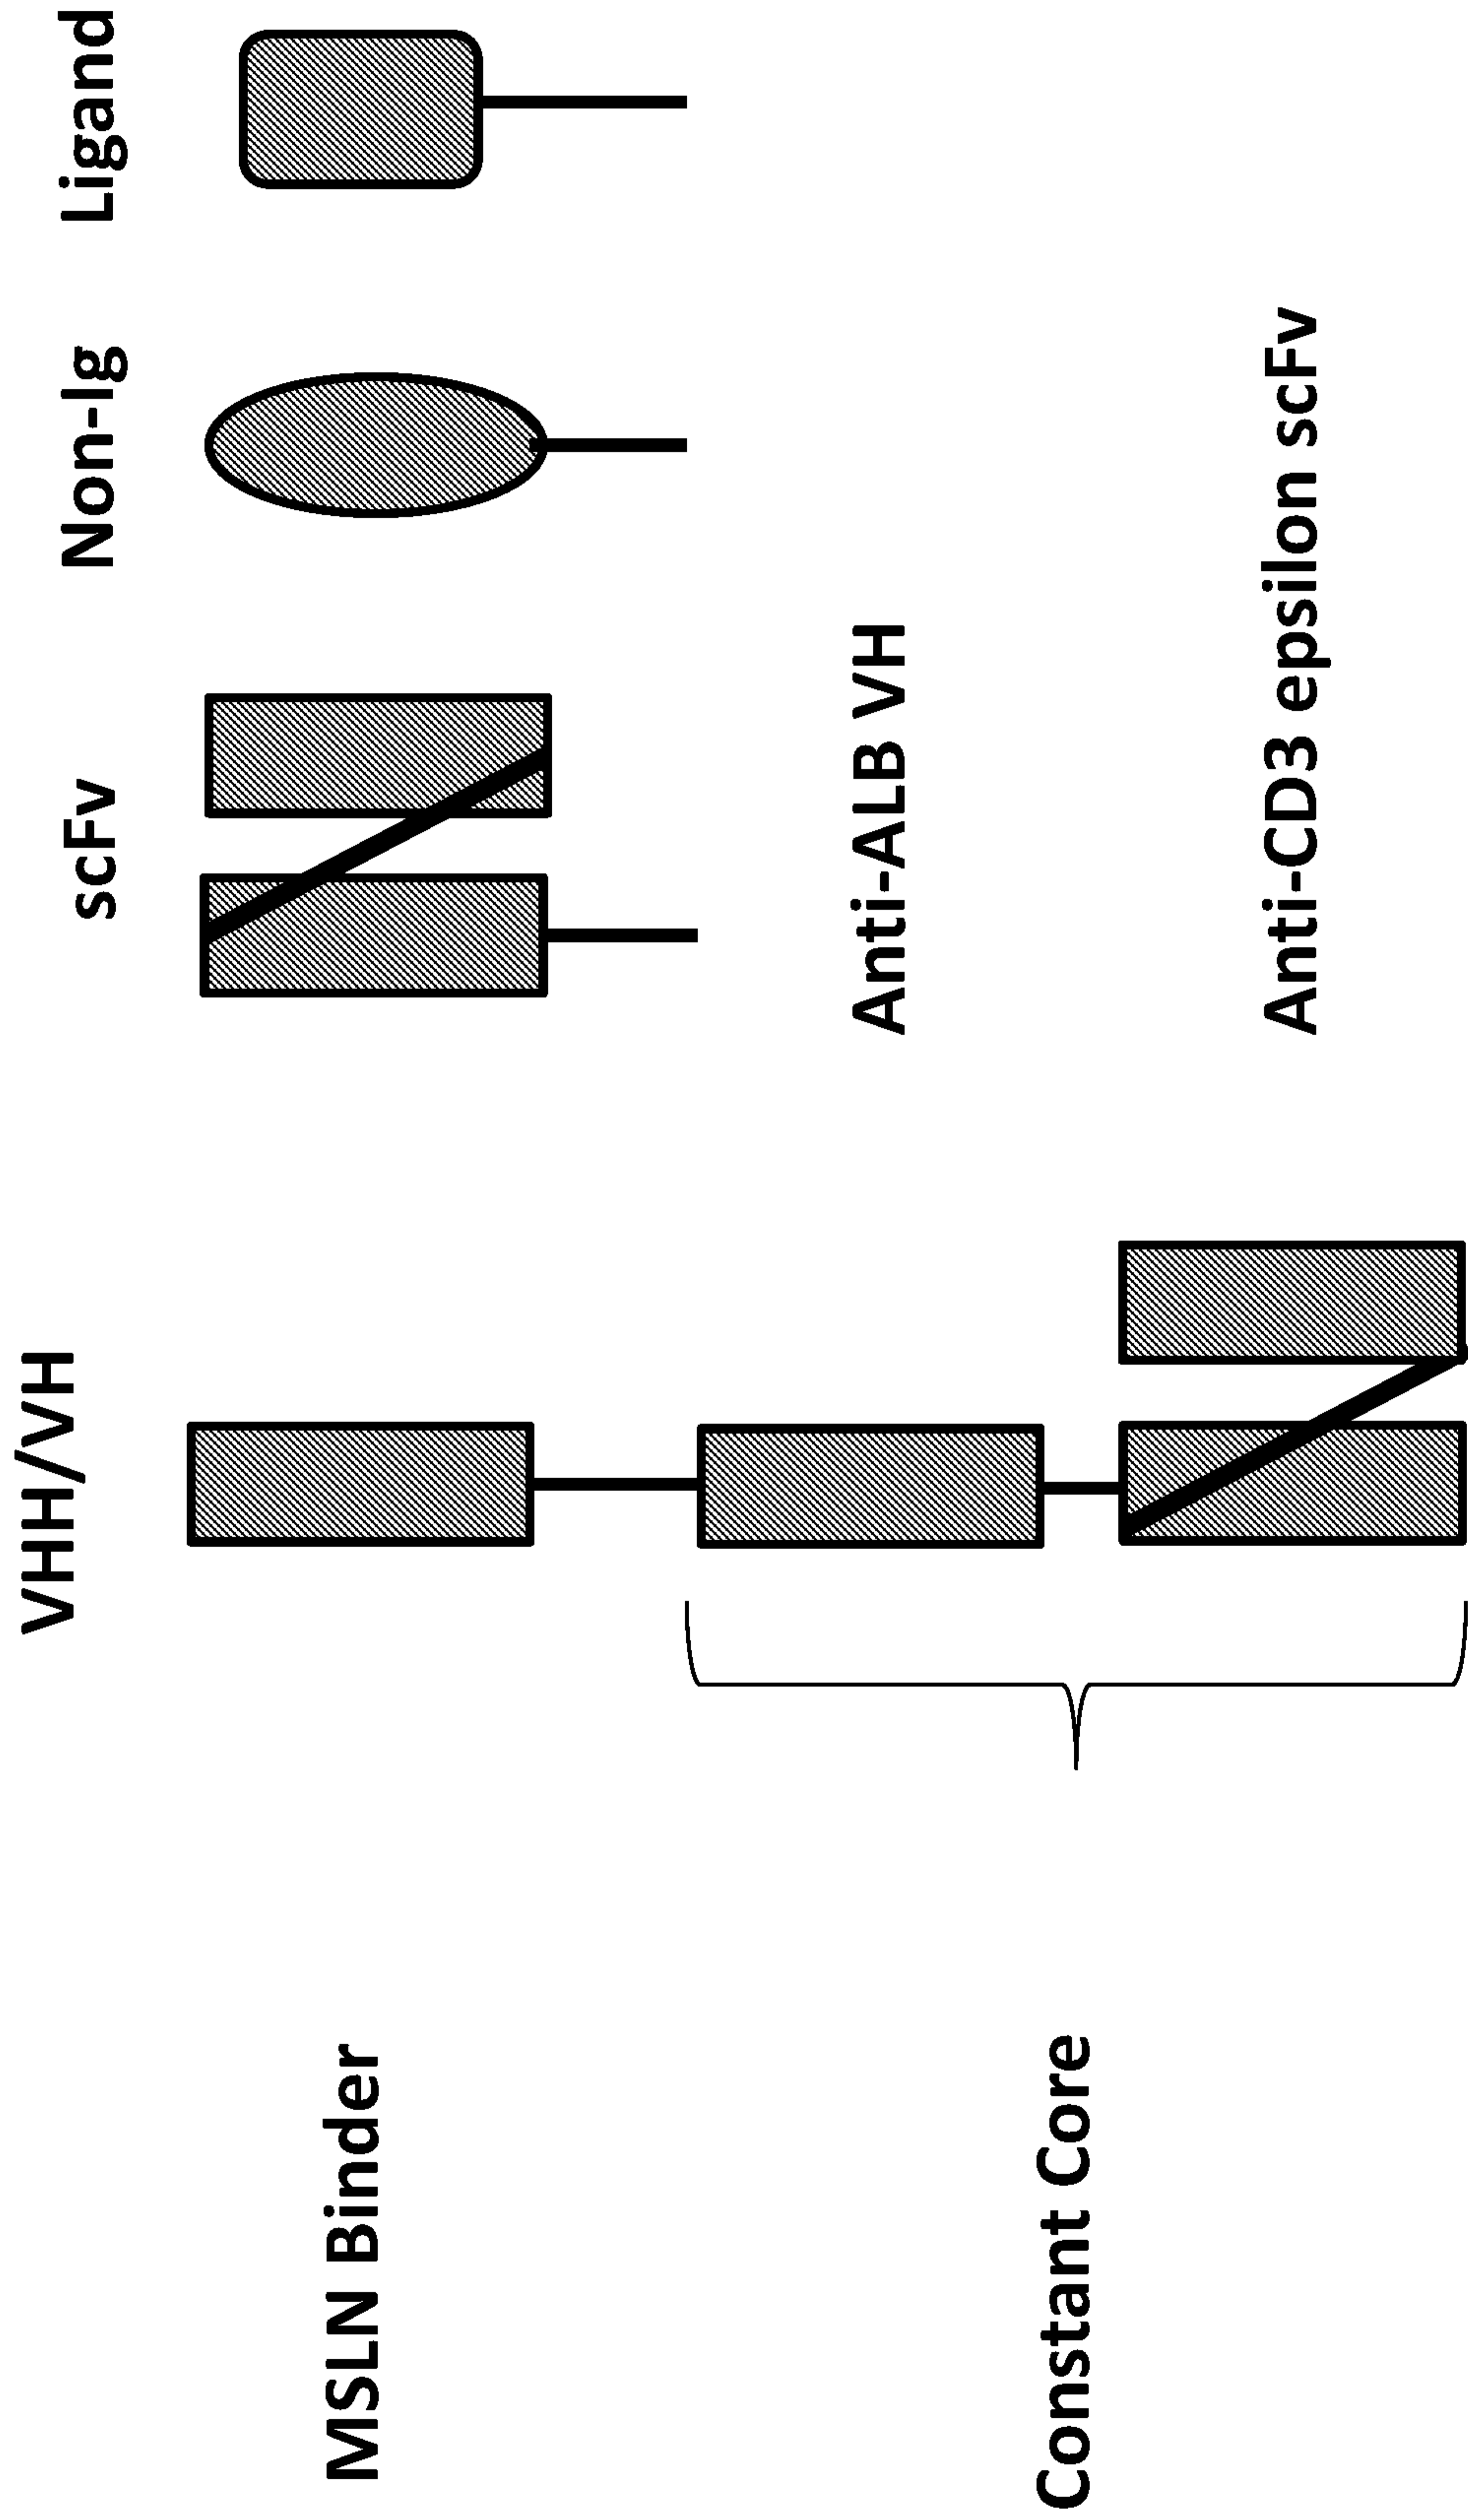 VHH/VH
scFv
Non-Ig
Ligand
MSLN Binder
Anti-ALB VH
Constant Core
Anti-CD3 epsilon scFv